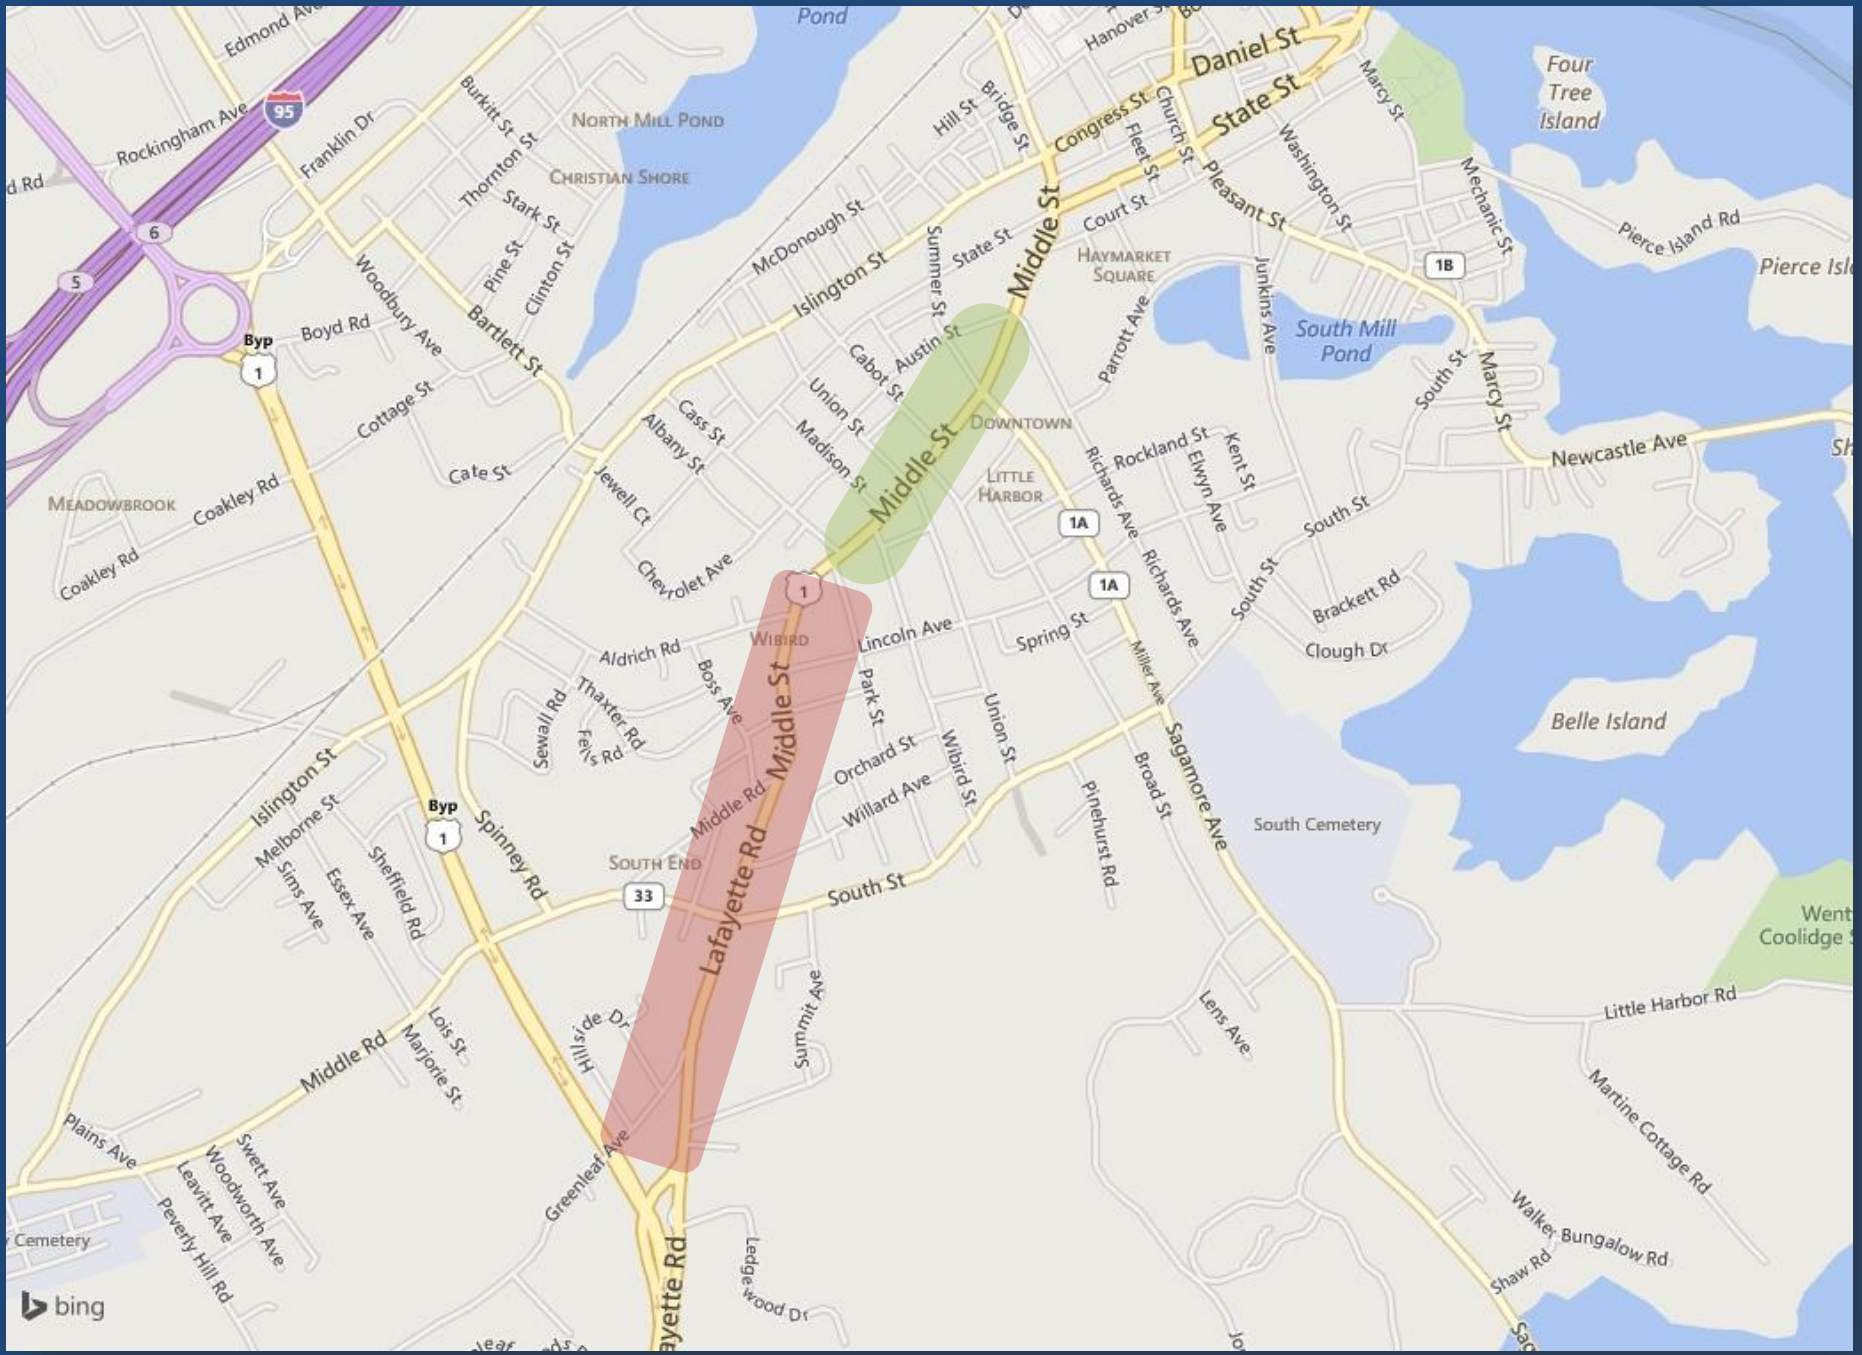 Pond
Edmond Ave
Hanover St
Daniel St
95
Burkitt St
Bridge St
Marcy St
Four
Tree
Island
State St
Rockingham Ave
NORTH MILL POND
Hill St
Congress St
Church St
Fleet St
Franklin Dr
Thornton St
Washington St
d Rd
CHRISTIAN SHORE
Stark St
Pleasant St
Mechanic St
6
McDonough St
Middle St
Court St
Pierce Island Rd
Summer St
State St
HAYMARKET
SQUARE
1B
Pine St
Clinton St
Islington St
Junkins Ave
5
Woodbury Ave
Boyd Rd
Bartlett St
Byp
1
Austin St
Cabot St
Parrott Ave
South Mill
Pond
South St
Marcy St
Cottage St
Union St
Cass St
Albany St
Madison St
DOWNTOWN
Middle St
Richards Ave
Rockland St
Kent St
Elwyn Ave
Newcastle Ave
Cate St
Jewell Ct
LITTLE
HARBOR
MEADOWBROOK
Coakley Rd
1A
South St
Coakley Rd
Chevrolet Ave
1
1A
Richards Ave
South St
Brackett Rd
WIBIRD
Lincoln Ave
Spring St
Aldrich Rd
Clough Dr
Boss Ave
Middle St
Park St
Miller Ave
Sewall Rd
Thaxter Rd
Fells Rd
Union St
Belle Island
Orchard St
Wibird St
Sagamore Ave
Broad St
Islington St
Middle Rd
Willard Ave
Pinehurst Rd
Melborne St
Byp
1
Spinney Rd
Lafayette Rd
South Cemetery
Sims Ave
Essex Ave
Sheffield Rd
SOUTH END
33
South St
Went
Coolidge
Summit Ave
Little Harbor Rd
Hillside Dr
Lois St
Marjorie St
Lens Ave
Middle Rd
Martine Cottage Rd
Plains Ave
Swett Ave
Woodworth Ave
Leavitt Ave
Peverly Hill Rd
Greenleaf Ave
Cemetery
Ledgewood Dr
Walker Bungalow Rd
Shaw Rd
ayette Rd
bing
leaf
Sag